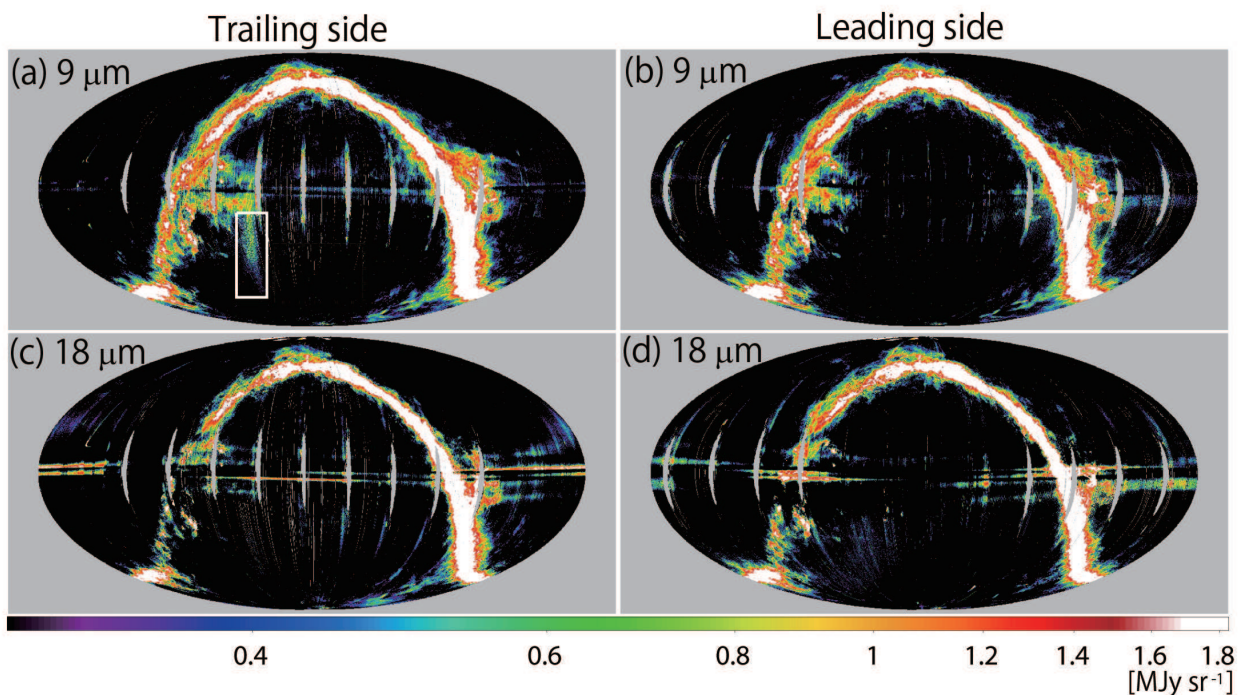 Trailing side
Leading side
(a) 9 μm
(b) 9 μm
(c) 18 μm
(d) 18 μm
0.4 0.6 0.8 1 1.2 1.4 1.6 1.8
[MJy sr⁻¹]